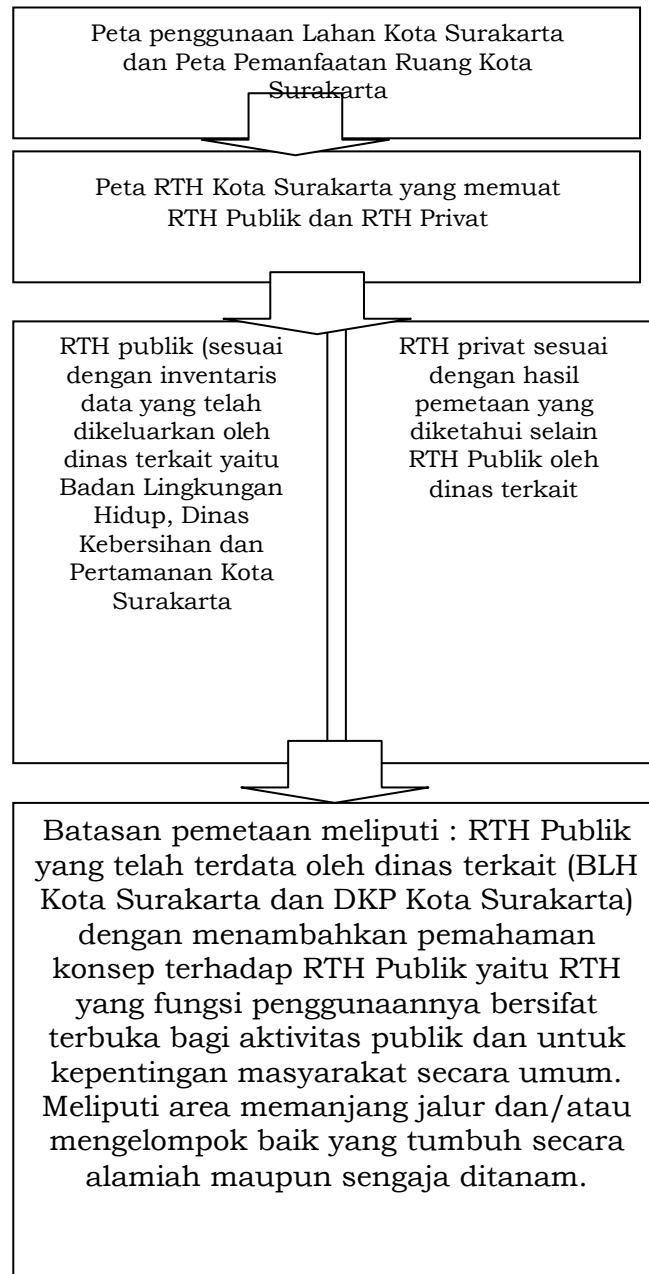 Peta penggunaan Lahan Kota Surakarta
dan Peta Pemanfaatan Ruang Kota
Surakarta
Peta RTH Kota Surakarta yang memuat
RTH Publik dan RTH Privat
RTH publik (sesuai
dengan inventaris
data yang telah
dikeluarkan oleh
dinas terkait yaitu
Badan Lingkungan
Hidup, Dinas
Kebersihan dan
Pertamanan Kota
Surakarta
RTH privat sesuai
dengan hasil
pemetaan yang
diketahui selain
RTH Publik oleh
dinas terkait
Batasan pemetaan meliputi : RTH Publik
yang telah terdata oleh dinas terkait (BLH
Kota Surakarta dan DKP Kota Surakarta)
dengan menambahkan pemahaman
konsep terhadap RTH Publik yaitu RTH
yang fungsi penggunaannya bersifat
terbuka bagi aktivitas publik dan untuk
kepentingan masyarakat secara umum.
Meliputi area memanjang jalur dan/atau
mengelompok baik yang tumbuh secara
alamiah maupun sengaja ditanam.